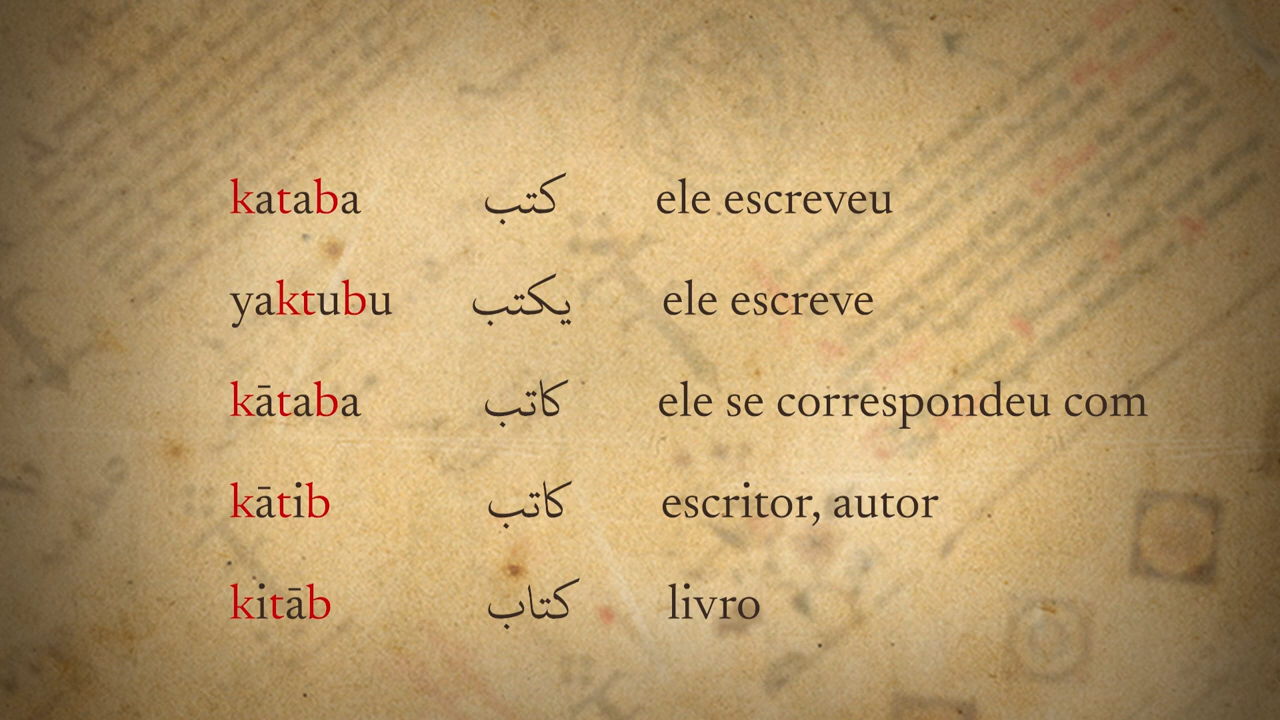 kataba كتب ele escreveu
yaktubu يكتب ele escreve
kātaba كاتب ele se correspondeu com
kātib كاتب escritor, autor
kitāb كتاب livro